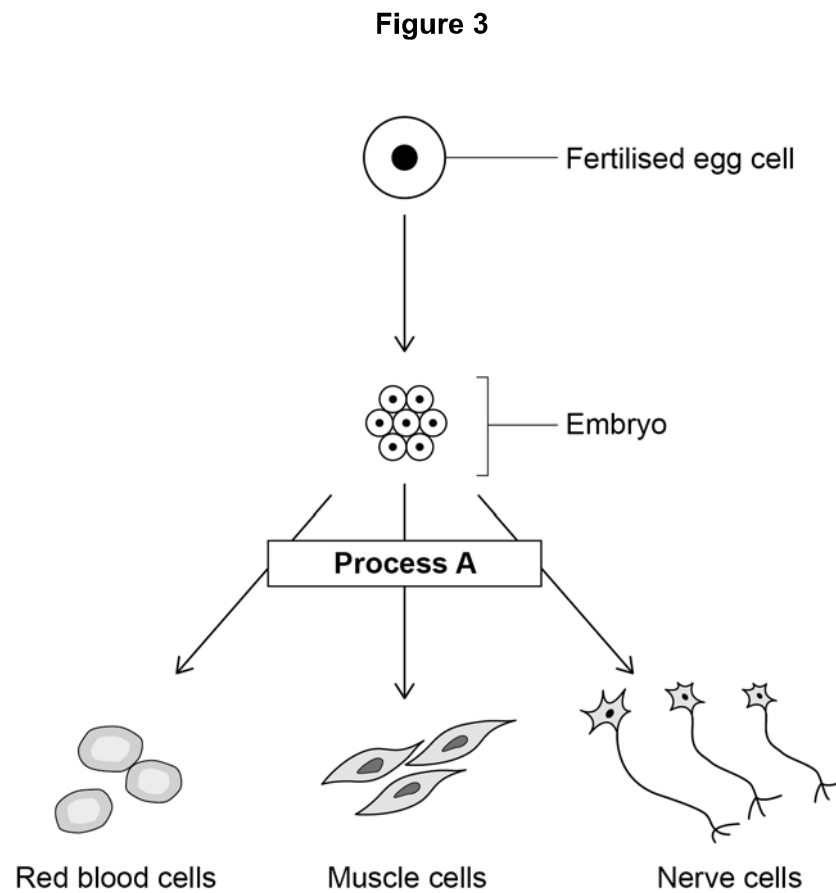 Figure 3
Fertilised egg cell
Embryo
Process A
Red blood cells
Muscle cells
Nerve cells